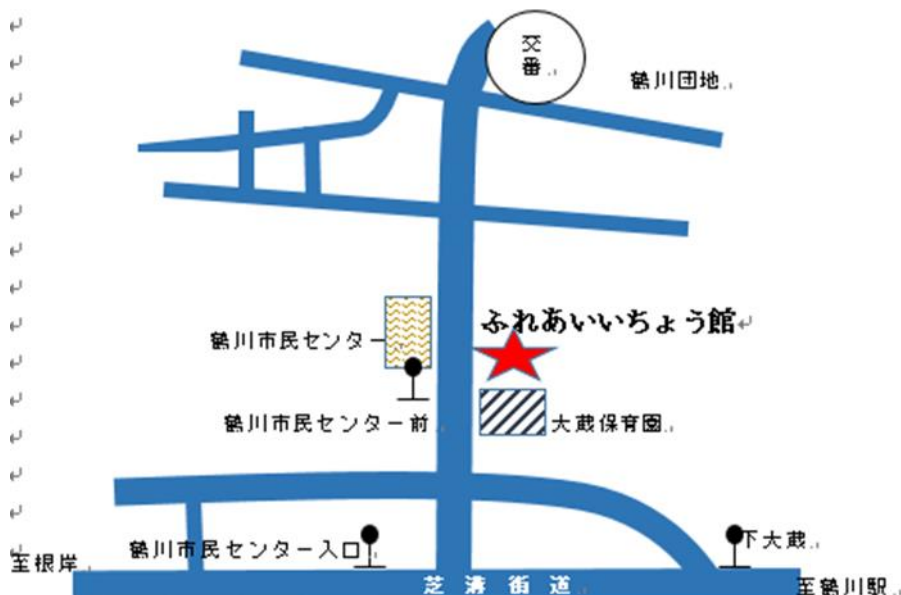 交
番
鶴川団地
ふれあいいちょう館
鶴川市民センター
鶴川市民センター前
大蔵保育園
鶴川市民センター入口
下大蔵
至根岸
芝溝街道
至鶴川駅